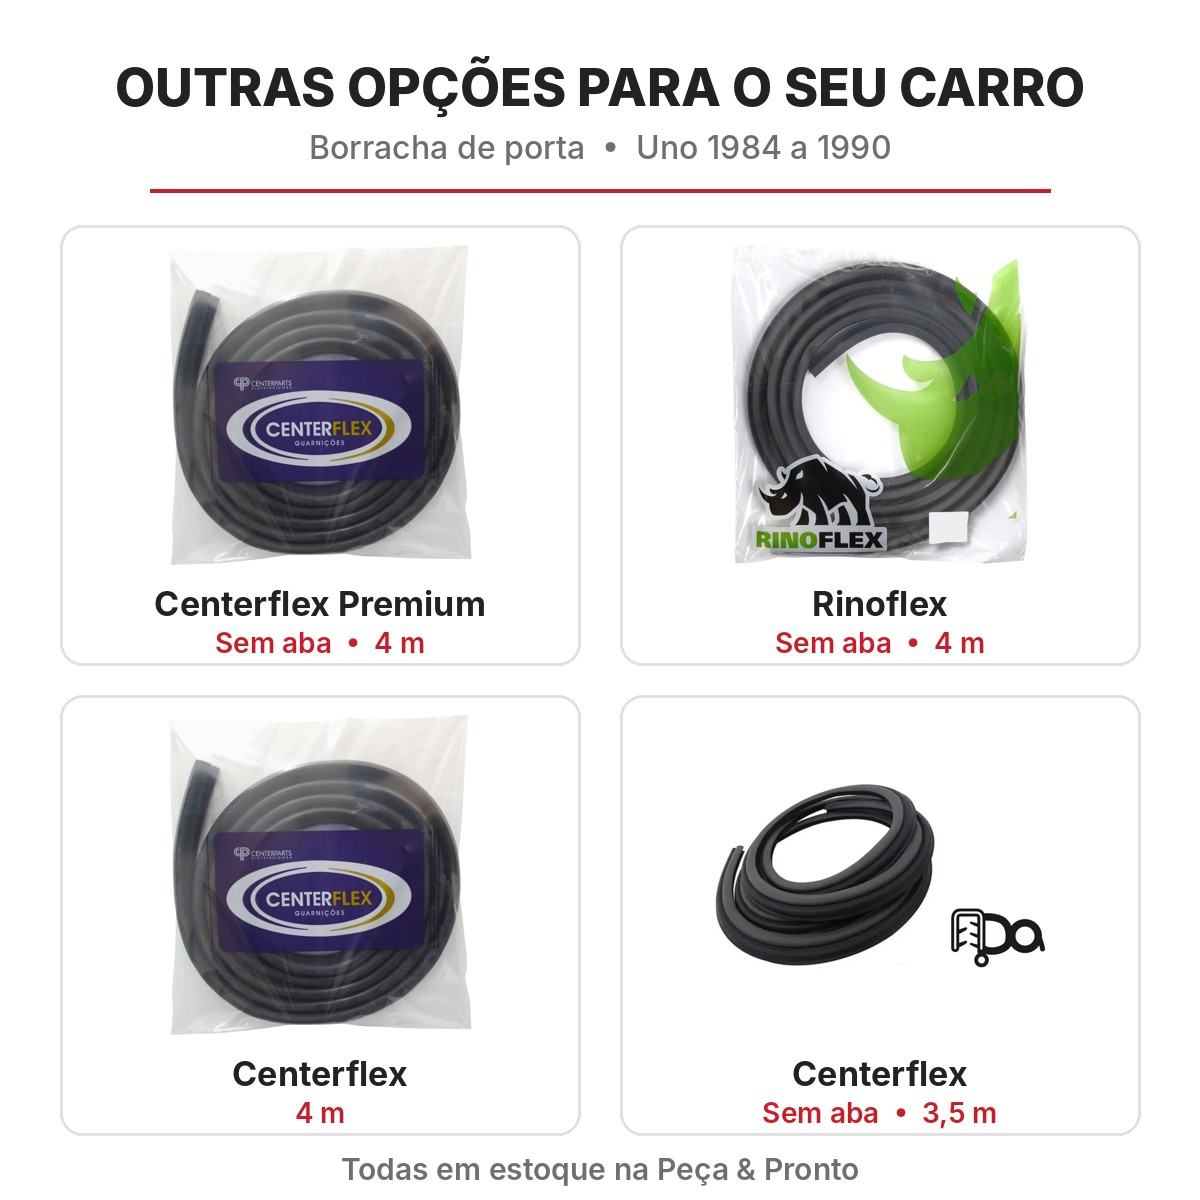 OUTRAS OPÇÕES PARA O SEU CARRO
Borracha de porta • Uno 1984 a 1990
CENTERPARTS
DISTRIBUIDORA
CENTERFLEX
GUARNIÇÕES
Centerflex Premium
Sem aba • 4 m
RINOFLEX
Rinoflex
Sem aba • 4 m
CENTERPARTS
DISTRIBUIDORA
CENTERFLEX
GUARNIÇÕES
Centerflex
4 m
Centerflex
Sem aba • 3,5 m
Todas em estoque na Peça & Pronto